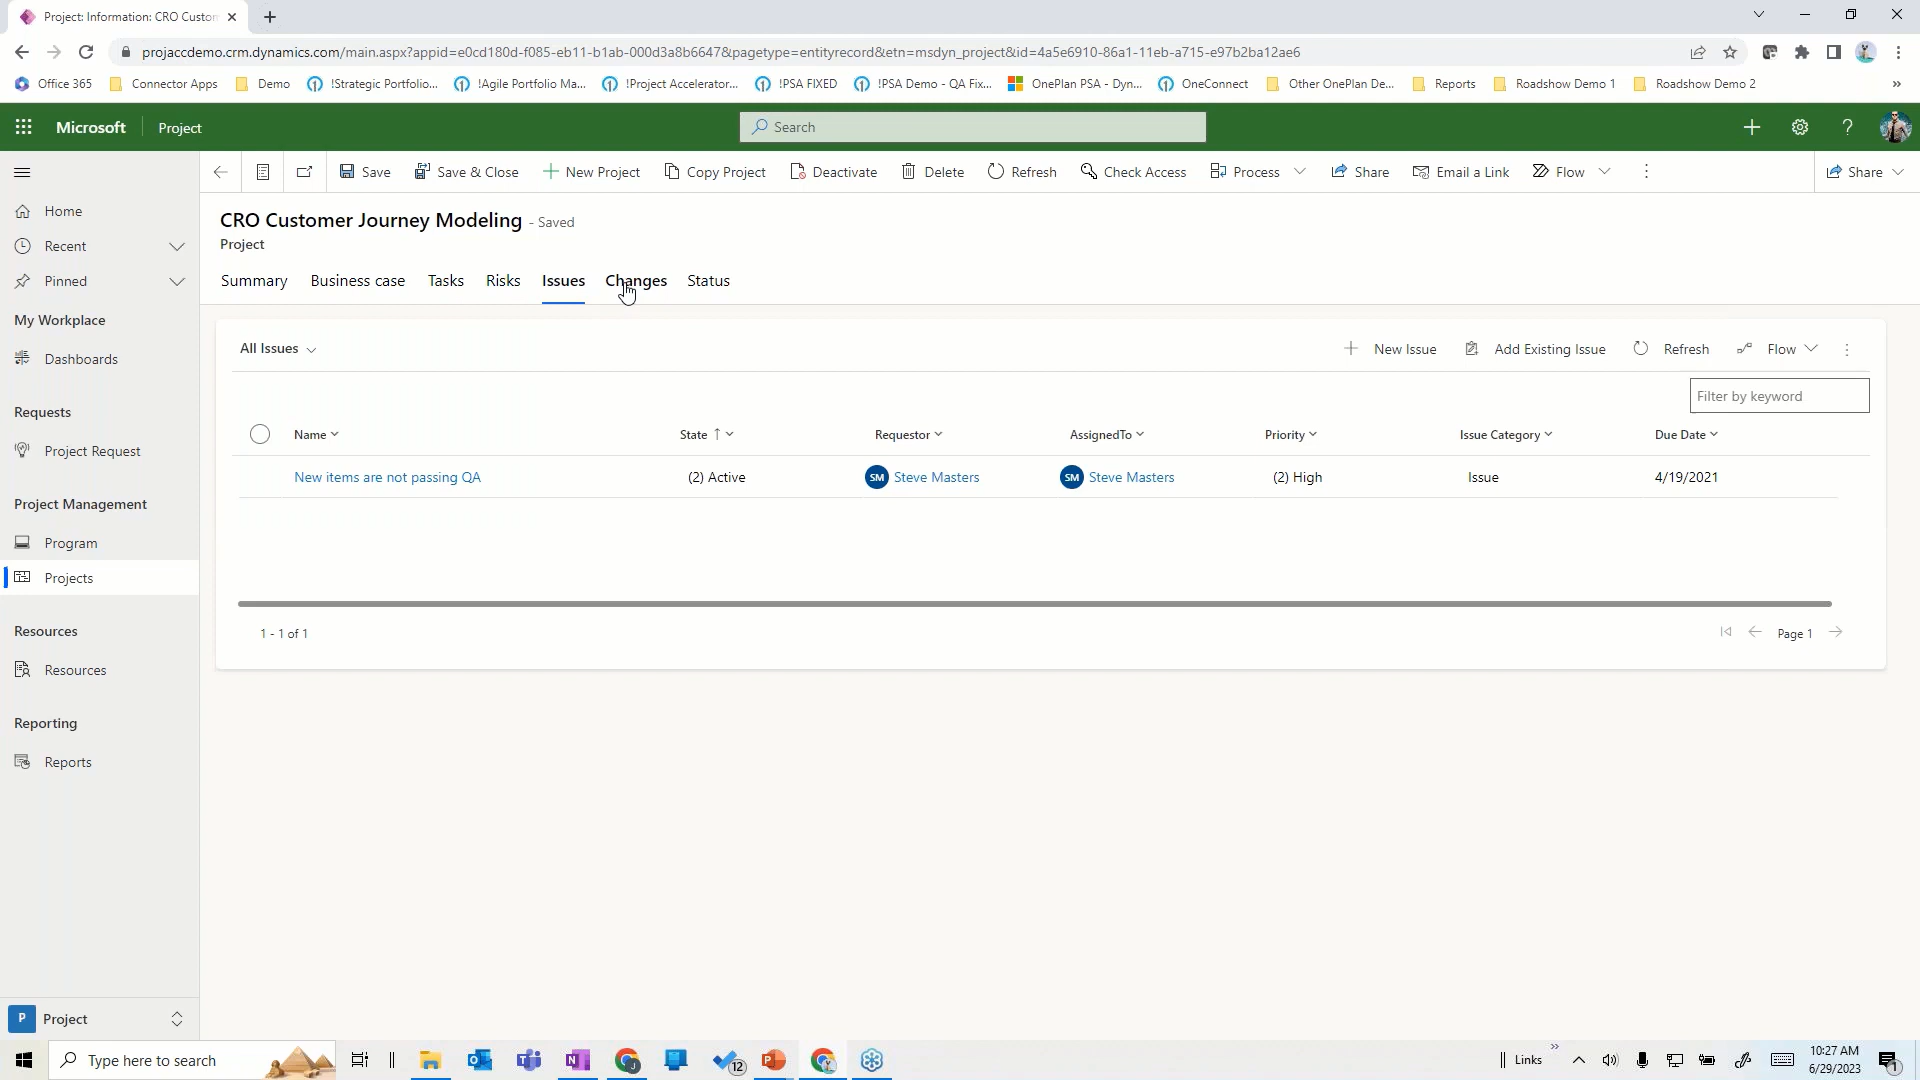 Project: Information: CRO Custom
projaccdemo.crm.dynamics.com/main.aspx?appid=e0cd180d-f085-eb11-b1ab-000d3a8b6647&pagetype=entityrecord&etn=msdyn_project&id=4a5e6910-86a1-11eb-a715-e97b2ba12ae6
Office 365 Connector Apps Demo !Strategic Portfolio... !Agile Portfolio Ma... !Project Accelerator... !PSA FIXED !PSA Demo - QA Fix... OnePlan PSA - Dyn... OneConnect Other OnePlan De... Reports Roadshow Demo 1 Roadshow Demo 2 »
Microsoft Project Search
Save Save & Close New Project Copy Project Deactivate Delete Refresh Check Access Process Share Email a Link Flow Share
Home
Recent
Pinned
My Workplace
Dashboards
Requests
Project Request
Project Management
Program
Projects
Resources
Resources
Reporting
Reports
P Project
CRO Customer Journey Modeling - Saved
Project
Summary Business case Tasks Risks Issues Changes Status
All Issues New Issue Add Existing Issue Refresh Flow
Filter by keyword
Name State Requestor AssignedTo Priority Issue Category Due Date
New items are not passing QA (2) Active SM Steve Masters SM Steve Masters (2) High Issue 4/19/2021
1 - 1 of 1 Page 1
Type here to search 12 Links » 10:27 AM
6/29/2023 1